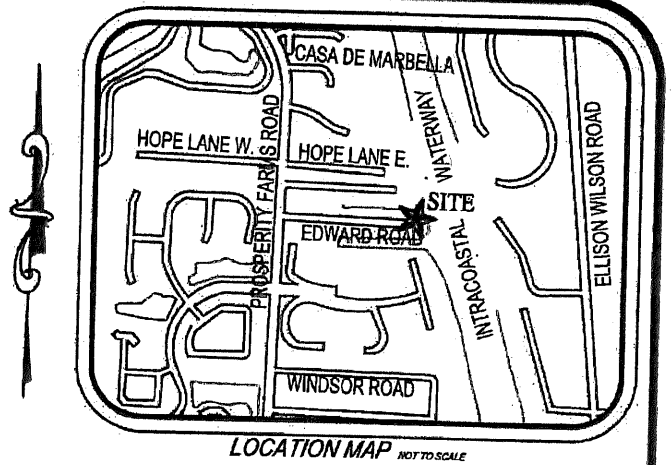 CASA DE MARBELLA
HOPE LANE W.
HOPE LANE E.
PROSPERITY FARMS ROAD
WATERWAY
INTRACOASTAL
ELLISON WILSON ROAD
SITE
EDWARD ROAD
WINDSOR ROAD
LOCATION MAP NOT TO SCALE